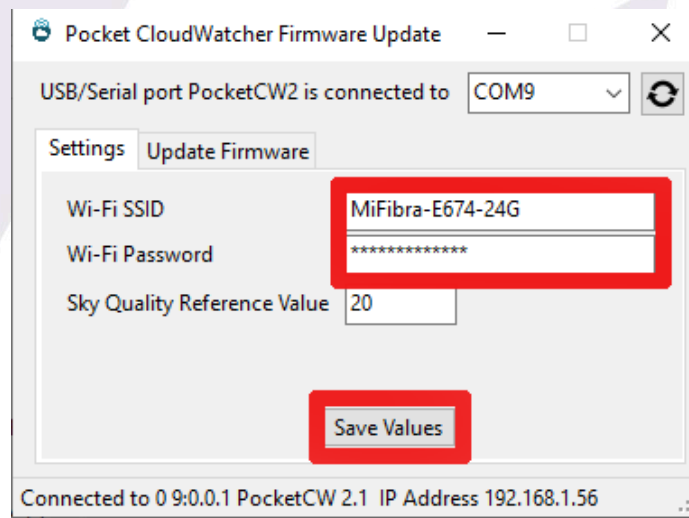 Pocket CloudWatcher Firmware Update
USB/Serial port PocketCW2 is connected to COM9
Settings Update Firmware
Wi-Fi SSID MiFibra-E674-24G
Wi-Fi Password *************
Sky Quality Reference Value 20
Save Values
Connected to 0 9:0.0.1 PocketCW 2.1 IP Address 192.168.1.56